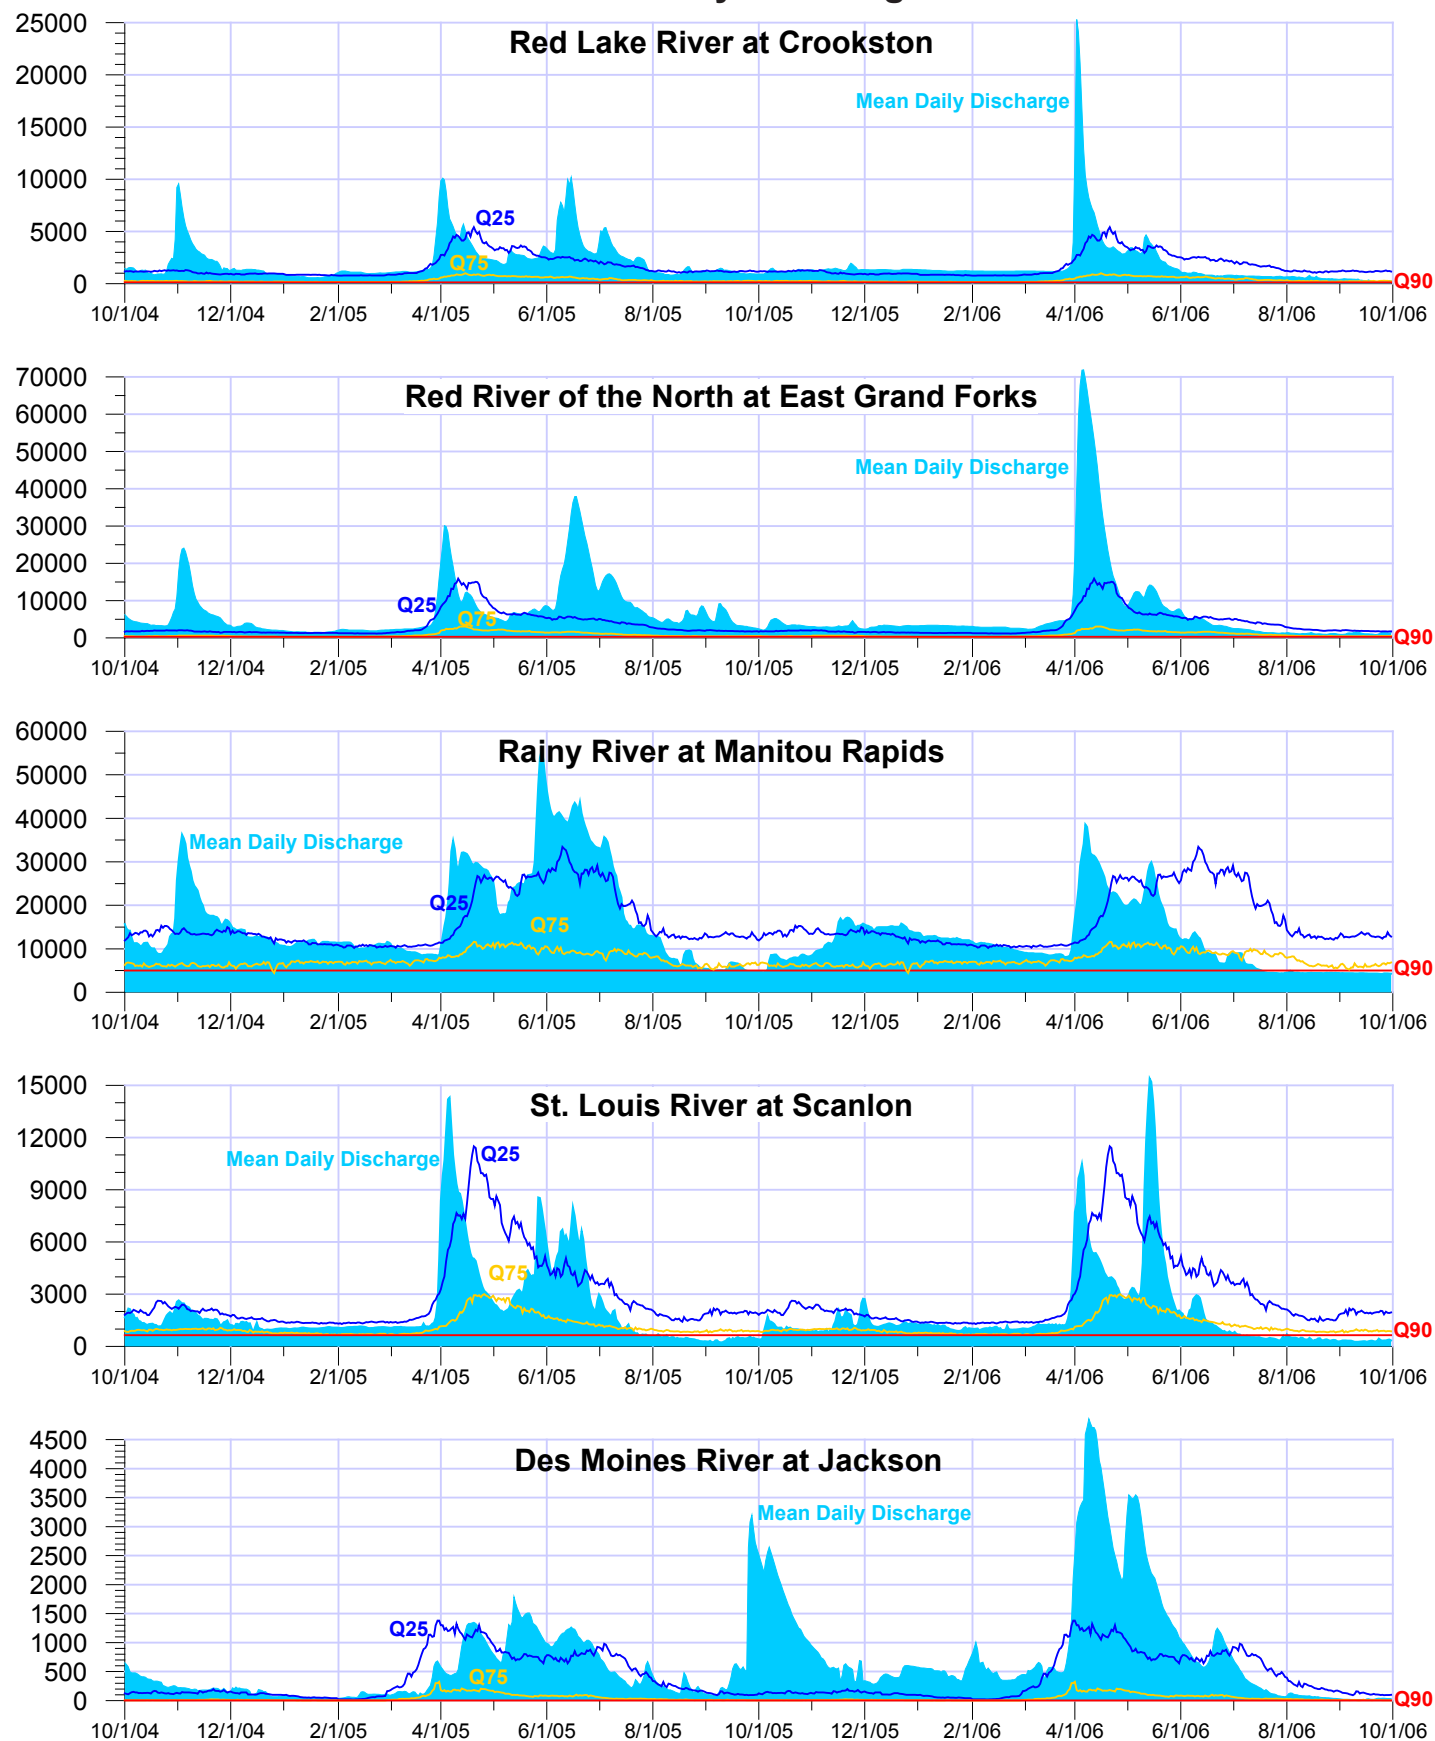 25000
Red Lake River at Crookston
20000
Mean Daily Discharge
15000
10000
5000
Q25
Q75
0
Q90
10/1/04 12/1/04 2/1/05 4/1/05 6/1/05 8/1/05 10/1/05 12/1/05 2/1/06 4/1/06 6/1/06 8/1/06 10/1/06
70000
Red River of the North at East Grand Forks
60000
50000
Mean Daily Discharge
40000
30000
20000
10000
Q25
Q75
0
Q90
10/1/04 12/1/04 2/1/05 4/1/05 6/1/05 8/1/05 10/1/05 12/1/05 2/1/06 4/1/06 6/1/06 8/1/06 10/1/06
60000
Rainy River at Manitou Rapids
50000
40000
Mean Daily Discharge
30000
20000
Q25
Q75
10000
Q90
0
10/1/04 12/1/04 2/1/05 4/1/05 6/1/05 8/1/05 10/1/05 12/1/05 2/1/06 4/1/06 6/1/06 8/1/06 10/1/06
15000
St. Louis River at Scanlon
12000
Mean Daily Discharge
Q25
9000
6000
Q75
3000
Q90
0
10/1/04 12/1/04 2/1/05 4/1/05 6/1/05 8/1/05 10/1/05 12/1/05 2/1/06 4/1/06 6/1/06 8/1/06 10/1/06
4500
Des Moines River at Jackson
4000
3500
Mean Daily Discharge
3000
2500
2000
1500
Q25
1000
500
Q75
0
Q90
10/1/04 12/1/04 2/1/05 4/1/05 6/1/05 8/1/05 10/1/05 12/1/05 2/1/06 4/1/06 6/1/06 8/1/06 10/1/06